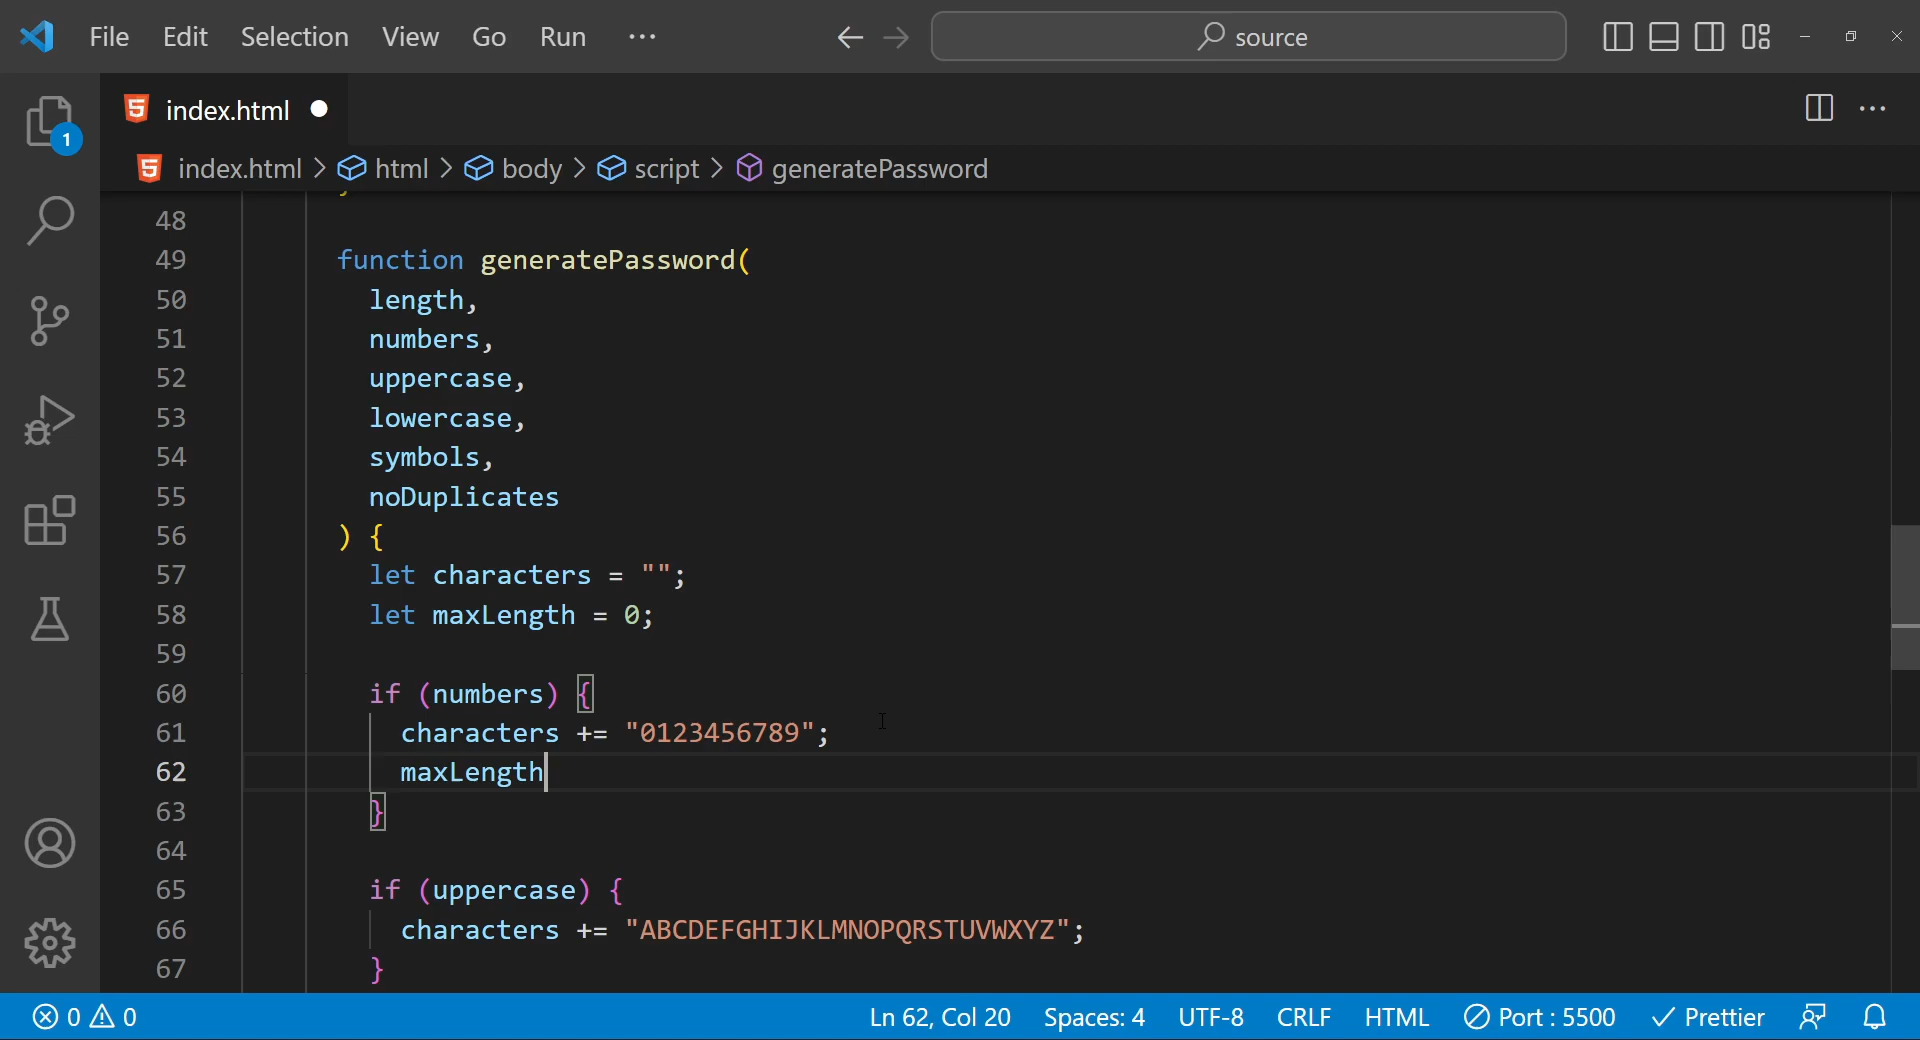 File Edit Selection View Go Run ··· source
index.html
1
index.html > html > body > script > generatePassword
48
49 function generatePassword(
50 length,
51 numbers,
52 uppercase,
53 lowercase,
54 symbols,
55 noDuplicates
56 ) {
57 let characters = "";
58 let maxLength = 0;
59
60 if (numbers) {
61 characters += "0123456789";
62 maxLength
63 }
64
65 if (uppercase) {
66 characters += "ABCDEFGHIJKLMNOPQRSTUVWXYZ";
67 }
0 0 Ln 62, Col 20 Spaces: 4 UTF-8 CRLF HTML Port : 5500 Prettier